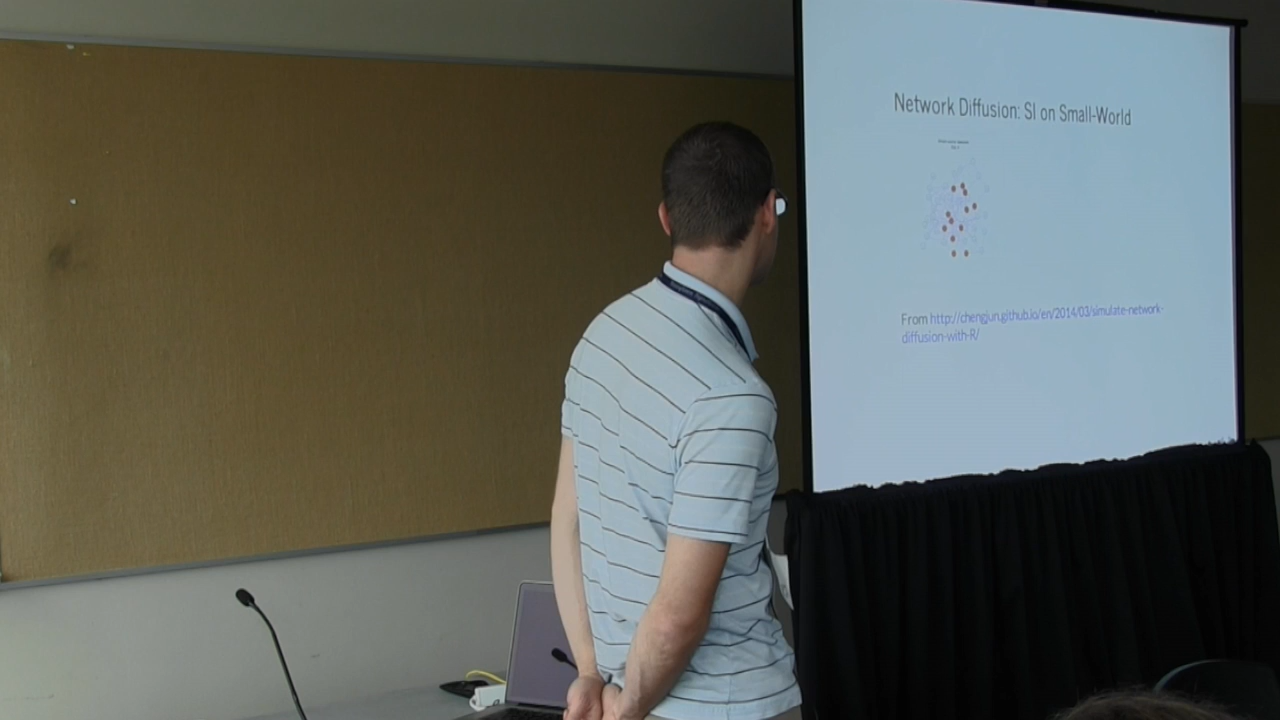 Network Diffusion: SI on Small-World
From http://chengjun.github.io/en/2014/03/simulate-network-
diffusion-with-R/